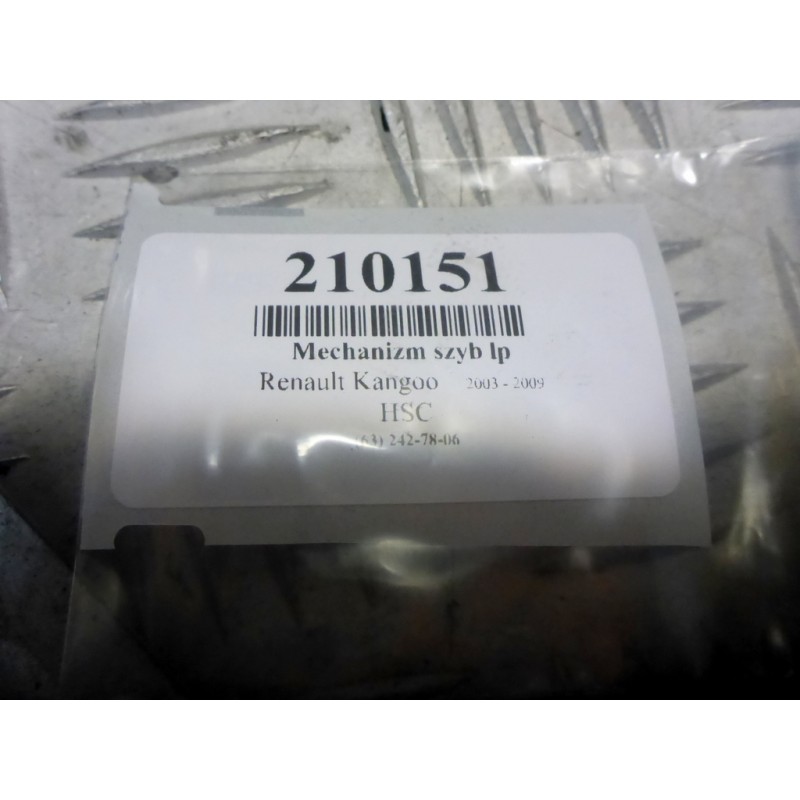 210151
Mechanizm szyb lp
Renault Kangoo 2003 - 2009
HSC
(63) 242-78-06